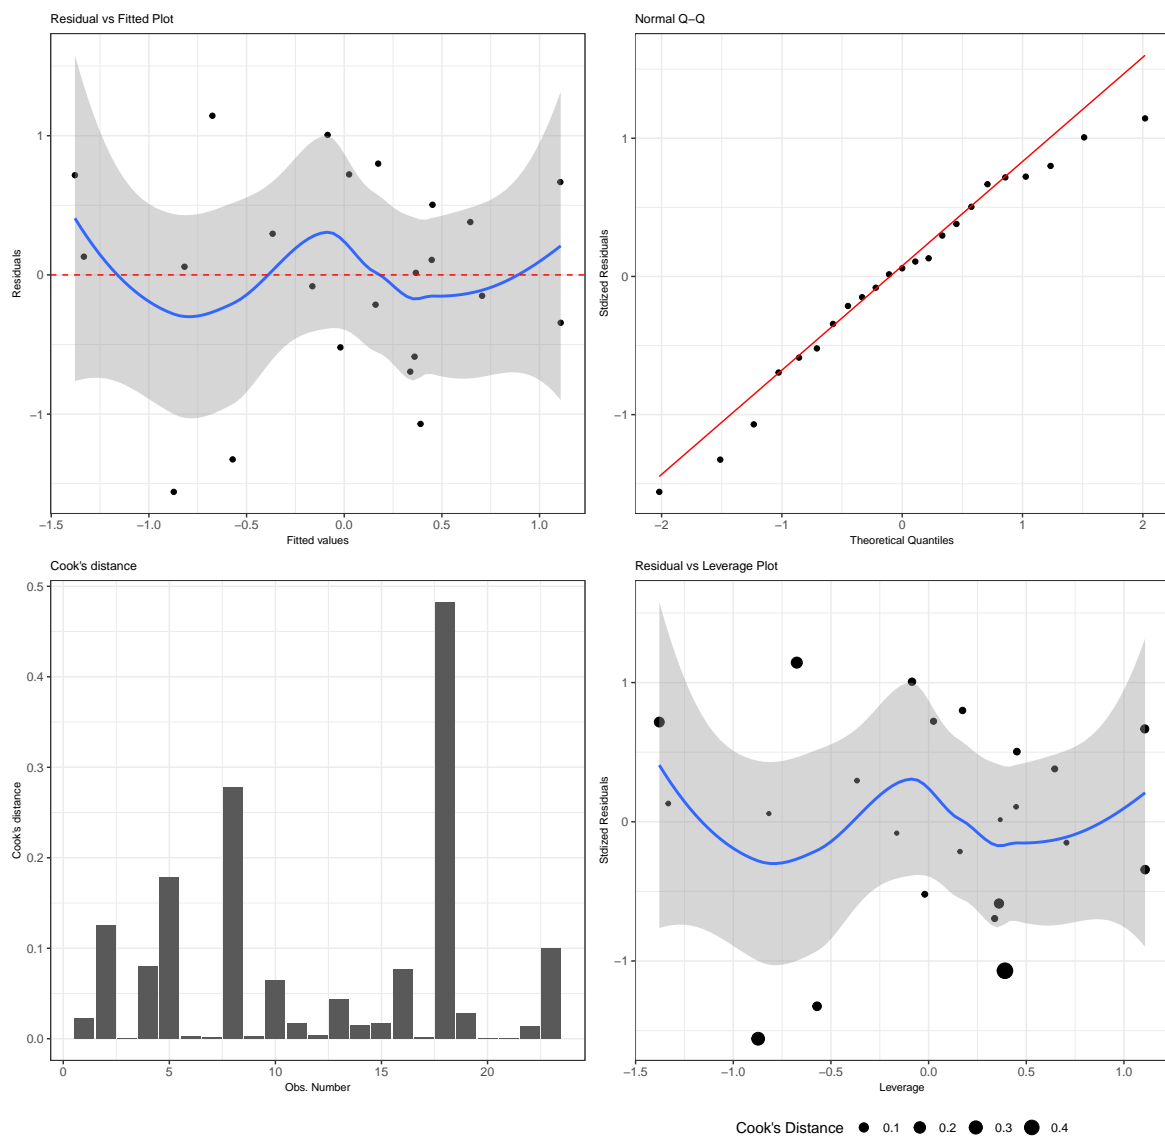 Residual vs Fitted Plot
Residuals
1
0
−1
−1.5 −1.0 −0.5 0.0 0.5 1.0
Fitted values
Normal Q−Q
Stdized Residuals
1
0
−1
−2 −1 0 1 2
Theoretical Quantiles
Cook's distance
Cook's distance
0.5
0.4
0.3
0.2
0.1
0.0
0 5 10 15 20
Obs. Number
Residual vs Leverage Plot
Stdized Residuals
1
0
−1
−1.5 −1.0 −0.5 0.0 0.5 1.0
Leverage
Cook's Distance 0.1 0.2 0.3 0.4